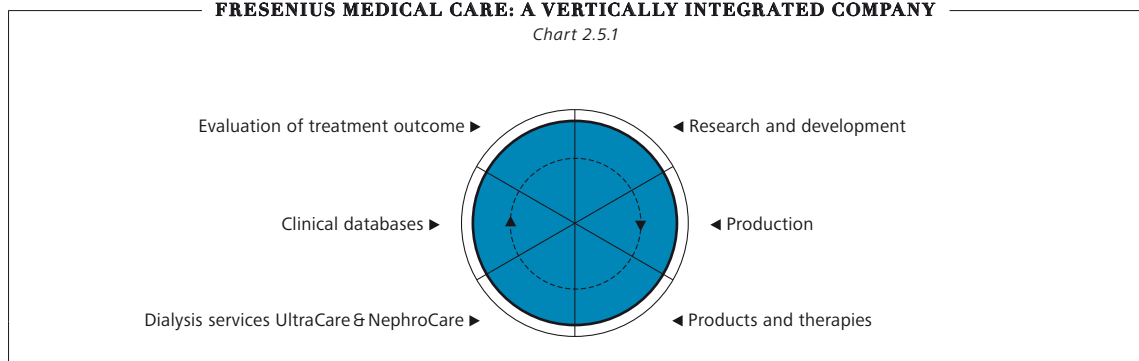 FRESENIUS MEDICAL CARE: A VERTICALLY INTEGRATED COMPANY
Chart 2.5.1
Evaluation of treatment outcome ▶
◀ Research and development
Clinical databases ▶
◀ Production
Dialysis services UltraCare & NephroCare ▶
◀ Products and therapies